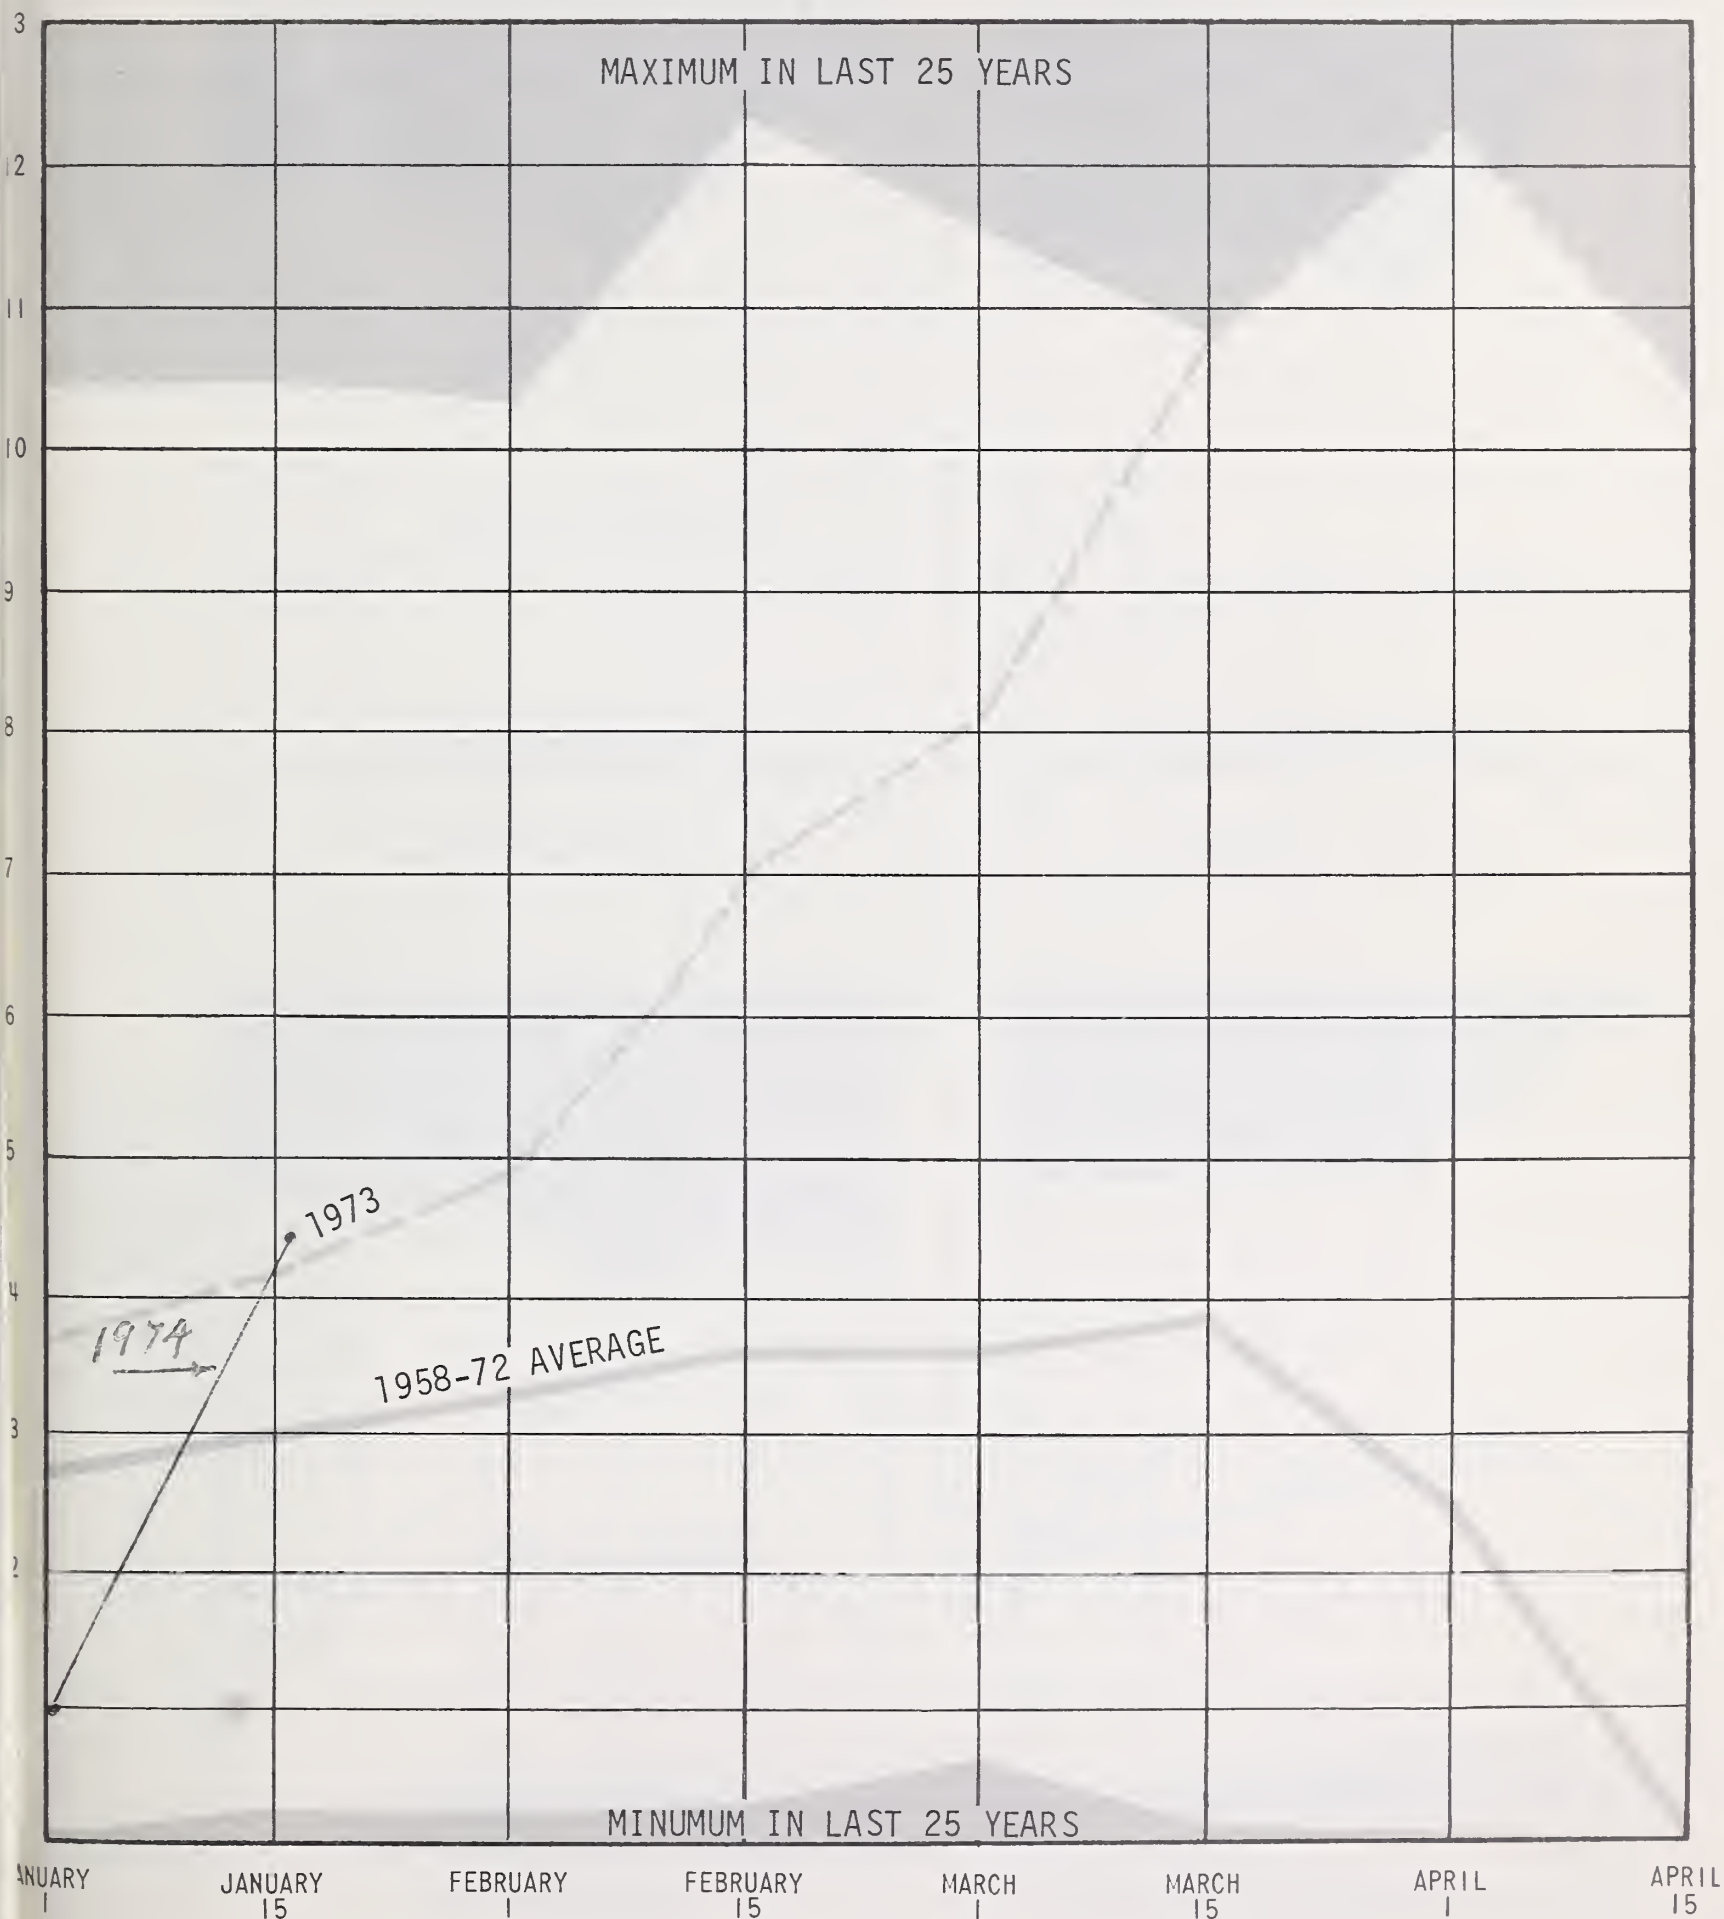 3
MAXIMUM IN LAST 25 YEARS
12
11
10
9
8
7
6
5
1973
4
1974
1958-72 AVERAGE
3
2
MINUMUM IN LAST 25 YEARS
ANUARY 1
JANUARY 15
FEBRUARY 1
FEBRUARY 15
MARCH 1
MARCH 15
APRIL 1
APRIL 15